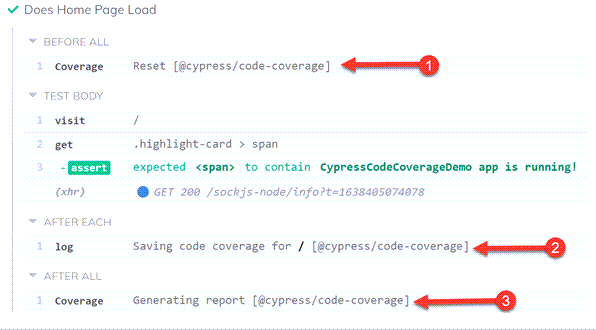 Does Home Page Load
BEFORE ALL
1 Coverage Reset [@cypress/code-coverage] 1
TEST BODY
1 visit /
2 get .highlight-card > span
3 -assert expected <span> to contain CypressCodeCoverageDemo app is running!
(xhr) GET 200 /sockjs-node/info?t=1638405074078
AFTER EACH
1 log Saving code coverage for / [@cypress/code-coverage] 2
AFTER ALL
1 Coverage Generating report [@cypress/code-coverage] 3